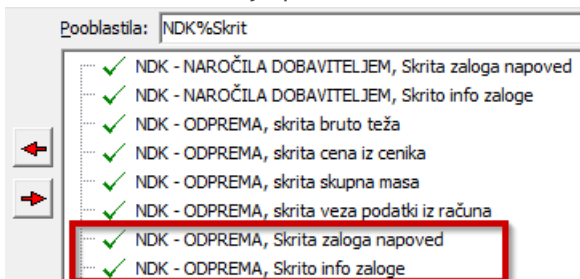 Pooblastila: NDK%Skrit
NDK - NAROČILA DOBAVITELJEM, Skrita zaloga napoved
NDK - NAROČILA DOBAVITELJEM, Skrito info zaloge
NDK - ODPREMA, skrita bruto teža
NDK - ODPREMA, skrita cena iz cenika
NDK - ODPREMA, skrita skupna masa
NDK - ODPREMA, skrita veza podatki iz računa
NDK - ODPREMA, Skrita zaloga napoved
NDK - ODPREMA, Skrito info zaloge